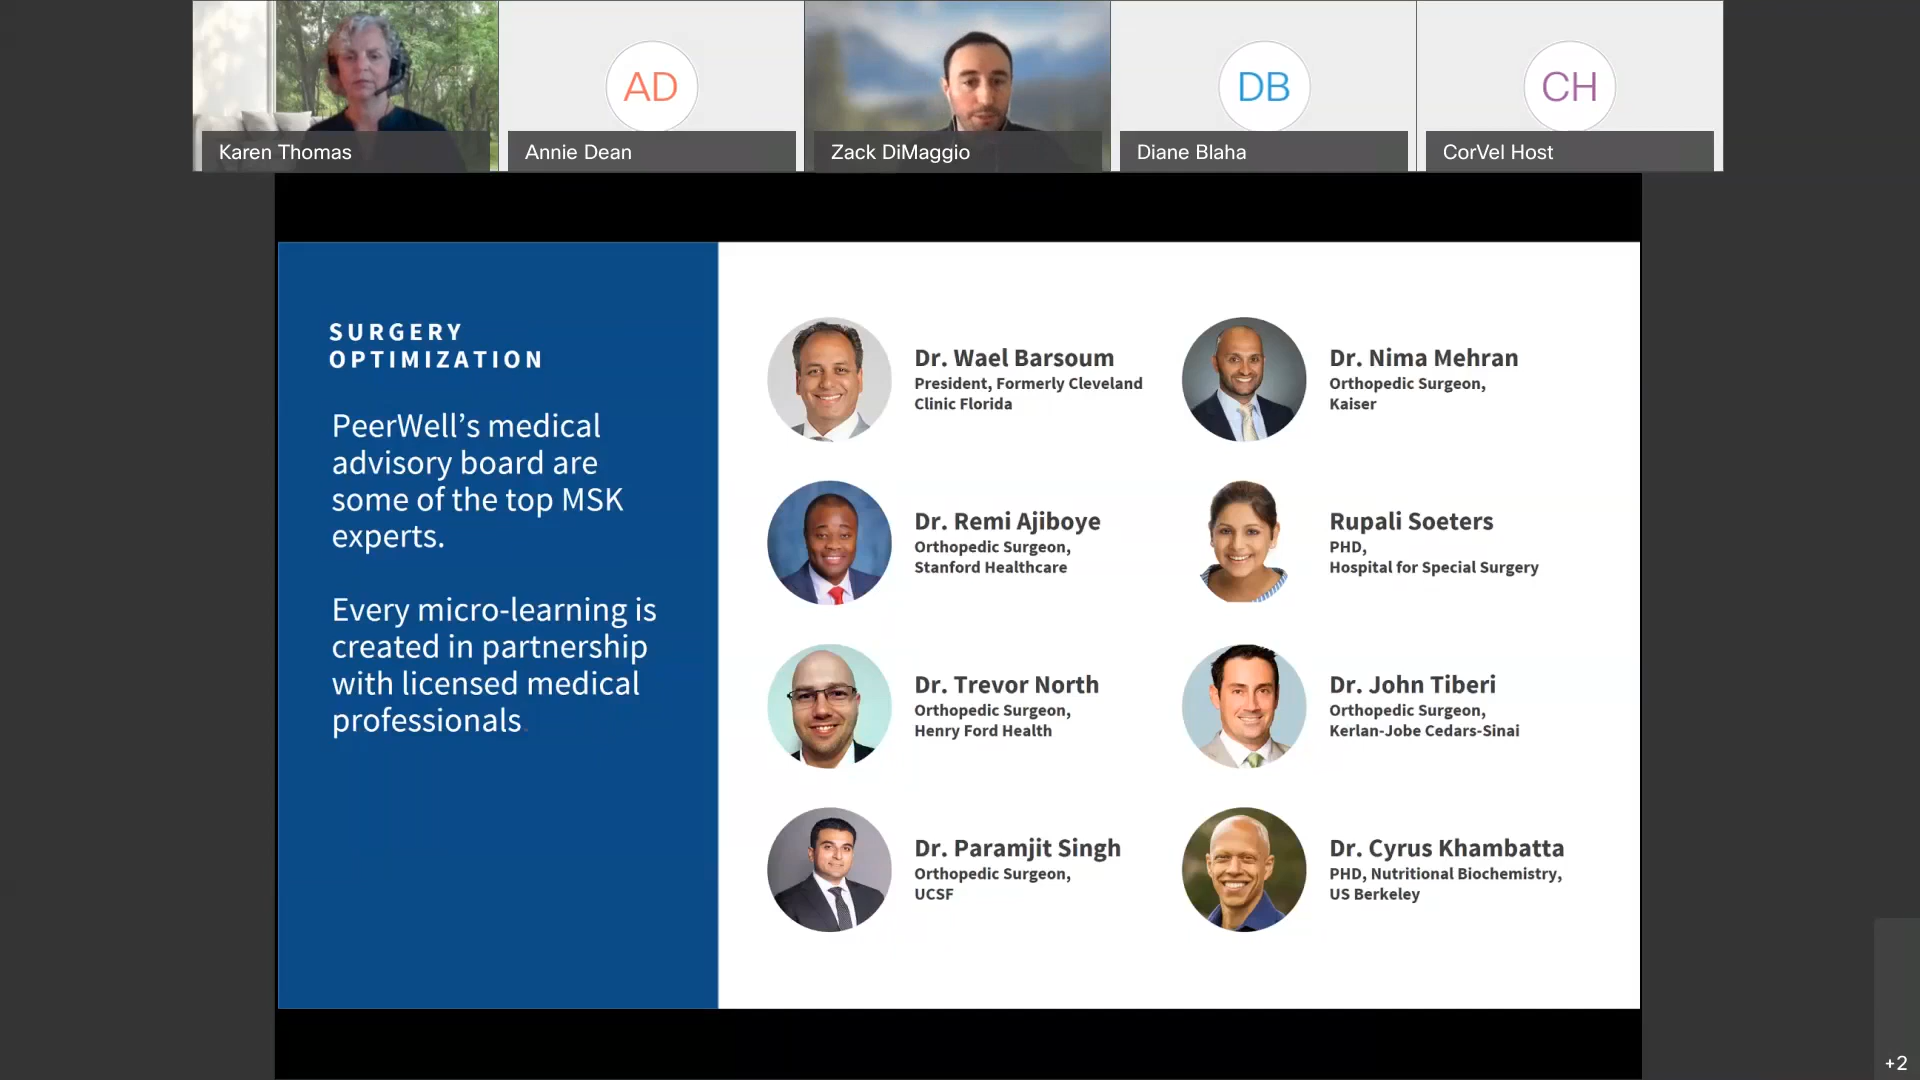 Karen Thomas
AD
Annie Dean
Zack DiMaggio
DB
Diane Blaha
CH
CorVel Host
SURGERY
OPTIMIZATION
PeerWell’s medical
advisory board are
some of the top MSK
experts.
Every micro-learning is
created in partnership
with licensed medical
professionals.
Dr. Wael Barsoum
President, Formerly Cleveland
Clinic Florida
Dr. Nima Mehran
Orthopedic Surgeon,
Kaiser
Dr. Remi Ajiboye
Orthopedic Surgeon,
Stanford Healthcare
Rupali Soeters
PHD,
Hospital for Special Surgery
Dr. Trevor North
Orthopedic Surgeon,
Henry Ford Health
Dr. John Tiberi
Orthopedic Surgeon,
Kerlan-Jobe Cedars-Sinai
Dr. Paramjit Singh
Orthopedic Surgeon,
UCSF
Dr. Cyrus Khambatta
PHD, Nutritional Biochemistry,
US Berkeley
+2